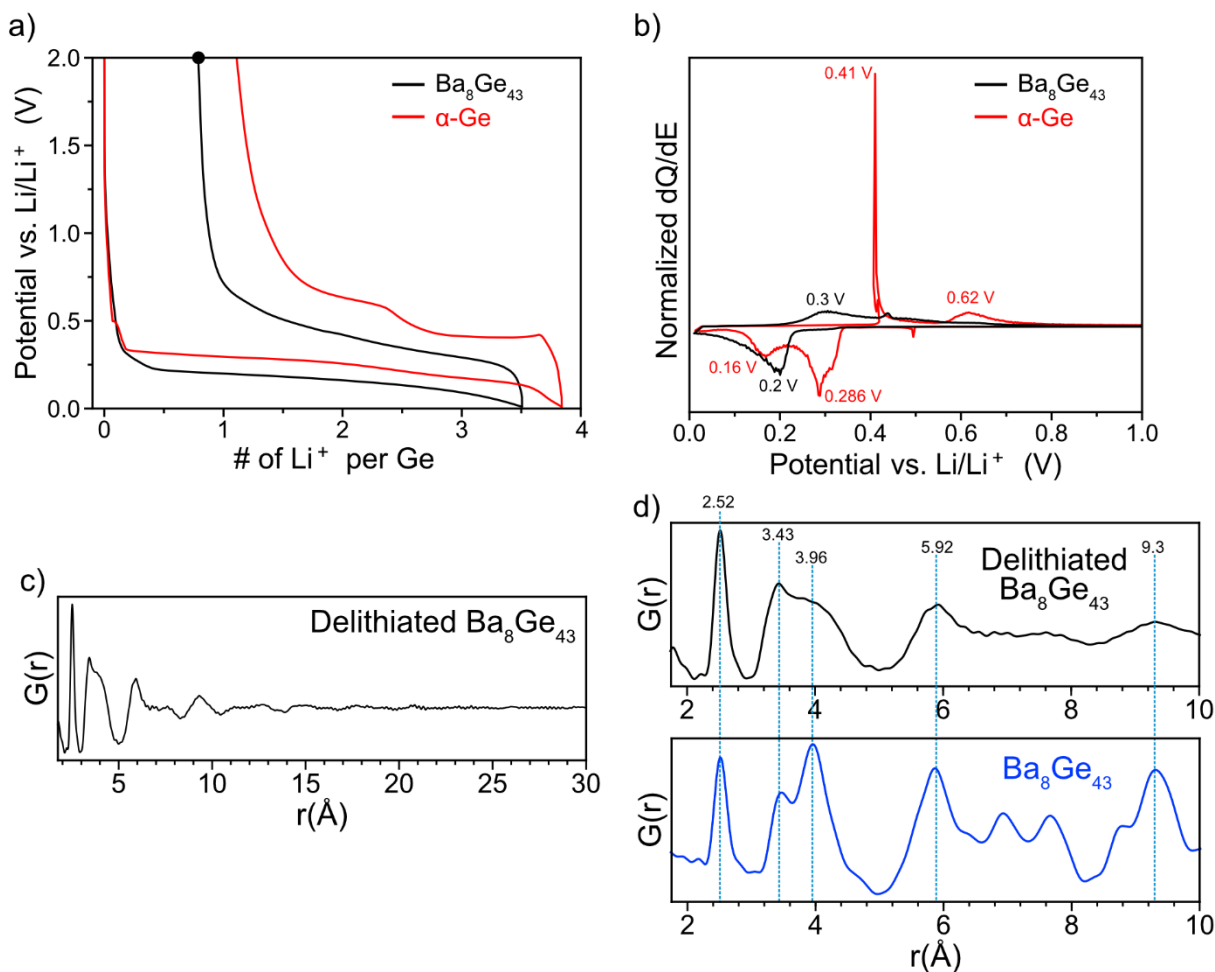 a)
Potential vs. Li/Li⁺ (V)
2.0
1.5
1.0
0.5
0.0
Ba₈Ge₄₃
α-Ge
0 1 2 3 4
# of Li⁺ per Ge
b)
Normalized dQ/dE
0.41 V
Ba₈Ge₄₃
α-Ge
0.3 V
0.62 V
0.16 V
0.2 V
0.286 V
0.0 0.2 0.4 0.6 0.8 1.0
Potential vs. Li/Li⁺ (V)
c)
Delithiated Ba₈Ge₄₃
G(r)
5 10 15 20 25 30
r(Å)
d)
2.52
3.43
3.96
5.92
9.3
Delithiated
Ba₈Ge₄₃
G(r)
2 4 6 8 10
Ba₈Ge₄₃
G(r)
2 4 6 8 10
r(Å)